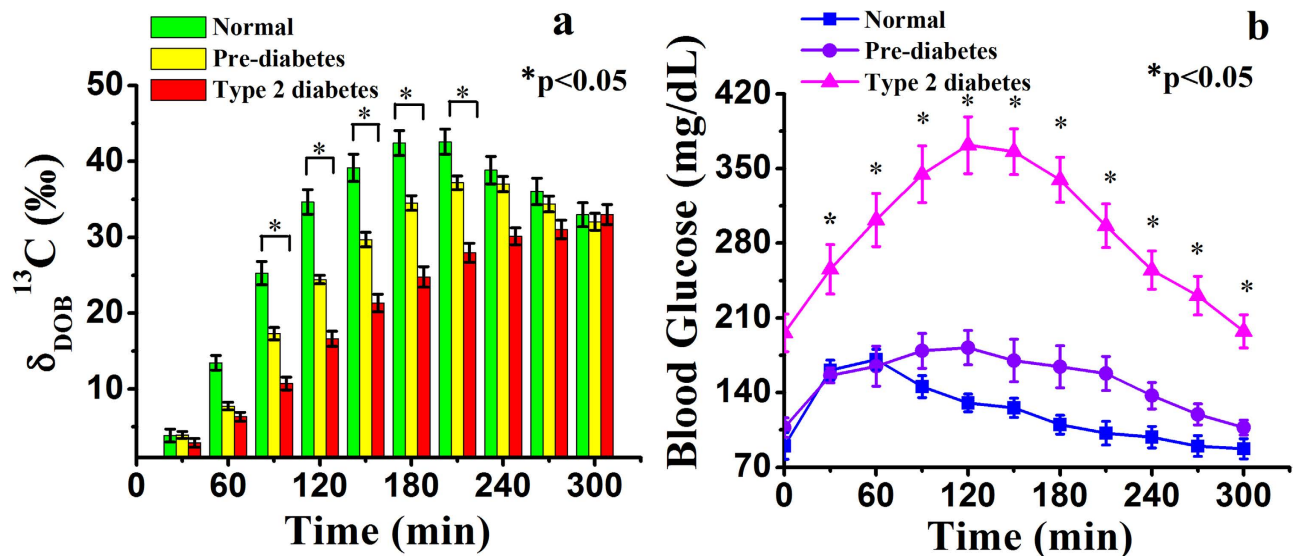 a
Normal
Pre-diabetes
Type 2 diabetes
*p<0.05
50
40
30
20
10
δDOB ¹³C (‰)
* * * * *
0 60 120 180 240 300
Time (min)
b
Normal
Pre-diabetes
Type 2 diabetes
*p<0.05
420
350
280
210
140
70
Blood Glucose (mg/dL)
* * * * * * * * * *
0 60 120 180 240 300
Time (min)